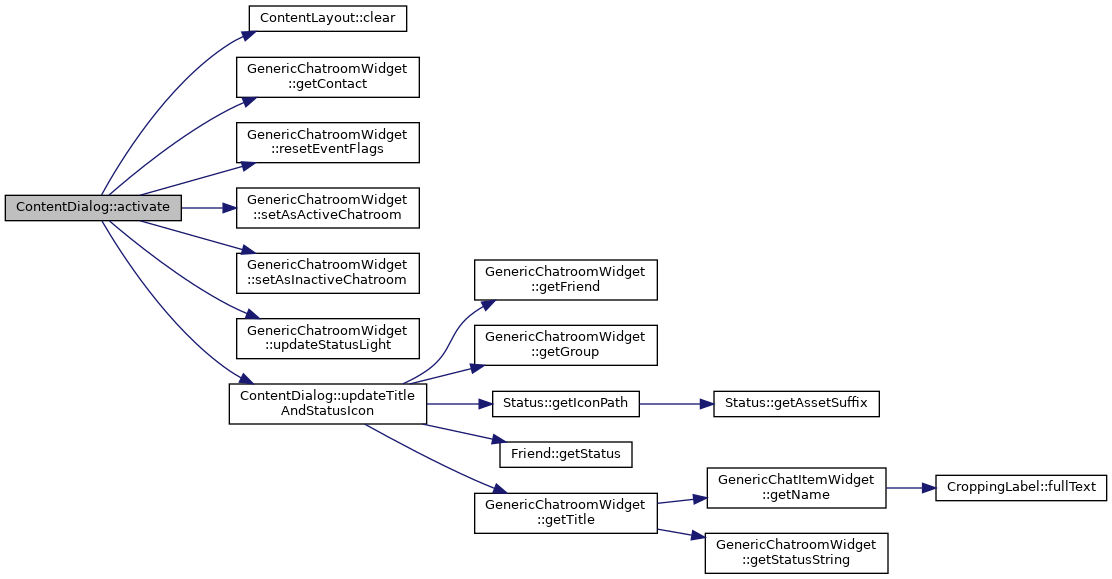 ContentLayout::clear
GenericChatroomWidget
::getContact
GenericChatroomWidget
::resetEventFlags
ContentDialog::activate
GenericChatroomWidget
::setAsActiveChatroom
GenericChatroomWidget
::setAsInactiveChatroom
GenericChatroomWidget
::updateStatusLight
ContentDialog::updateTitle
AndStatusIcon
GenericChatroomWidget
::getFriend
GenericChatroomWidget
::getGroup
Status::getIconPath
Status::getAssetSuffix
Friend::getStatus
GenericChatroomWidget
::getTitle
GenericChatItemWidget
::getName
CroppingLabel::fullText
GenericChatroomWidget
::getStatusString